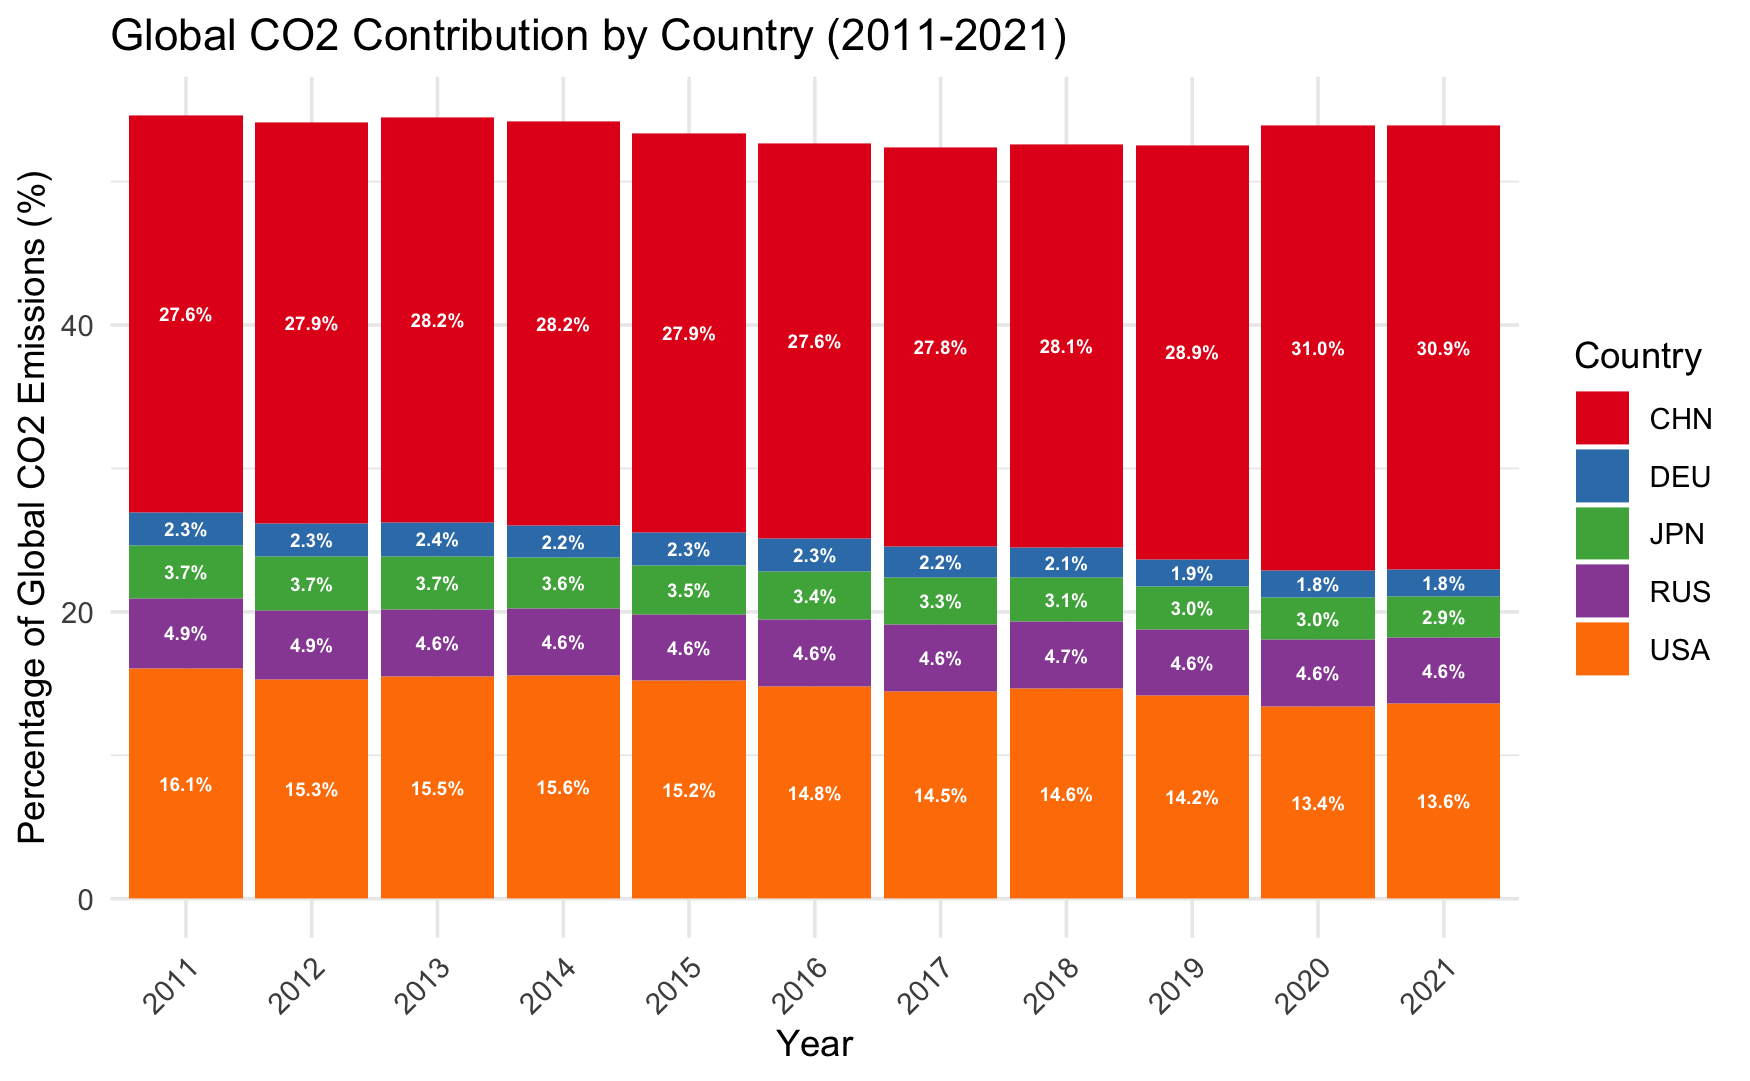 Global CO2 Contribution by Country (2011-2021)
Percentage of Global CO2 Emissions (%)
40
20
0
27.6% 27.9% 28.2% 28.2% 27.9% 27.6% 27.8% 28.1% 28.9% 31.0% 30.9%
2.3% 2.3% 2.4% 2.2% 2.3% 2.3% 2.2% 2.1% 1.9% 1.8% 1.8%
3.7% 3.7% 3.7% 3.6% 3.5% 3.4% 3.3% 3.1% 3.0% 3.0% 2.9%
4.9% 4.9% 4.6% 4.6% 4.6% 4.6% 4.6% 4.7% 4.6% 4.6% 4.6%
16.1% 15.3% 15.5% 15.6% 15.2% 14.8% 14.5% 14.6% 14.2% 13.4% 13.6%
2011 2012 2013 2014 2015 2016 2017 2018 2019 2020 2021
Year
Country
CHN
DEU
JPN
RUS
USA